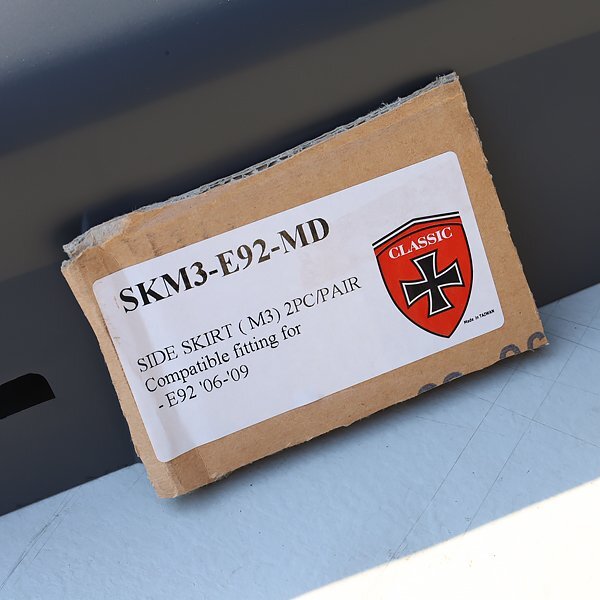 SKM3-E92-MD
SIDE SKIRT ( M3) 2PC/PAIR
Compatible fitting for
- E92 '06-'09
CLASSIC
Made in TAIWAN